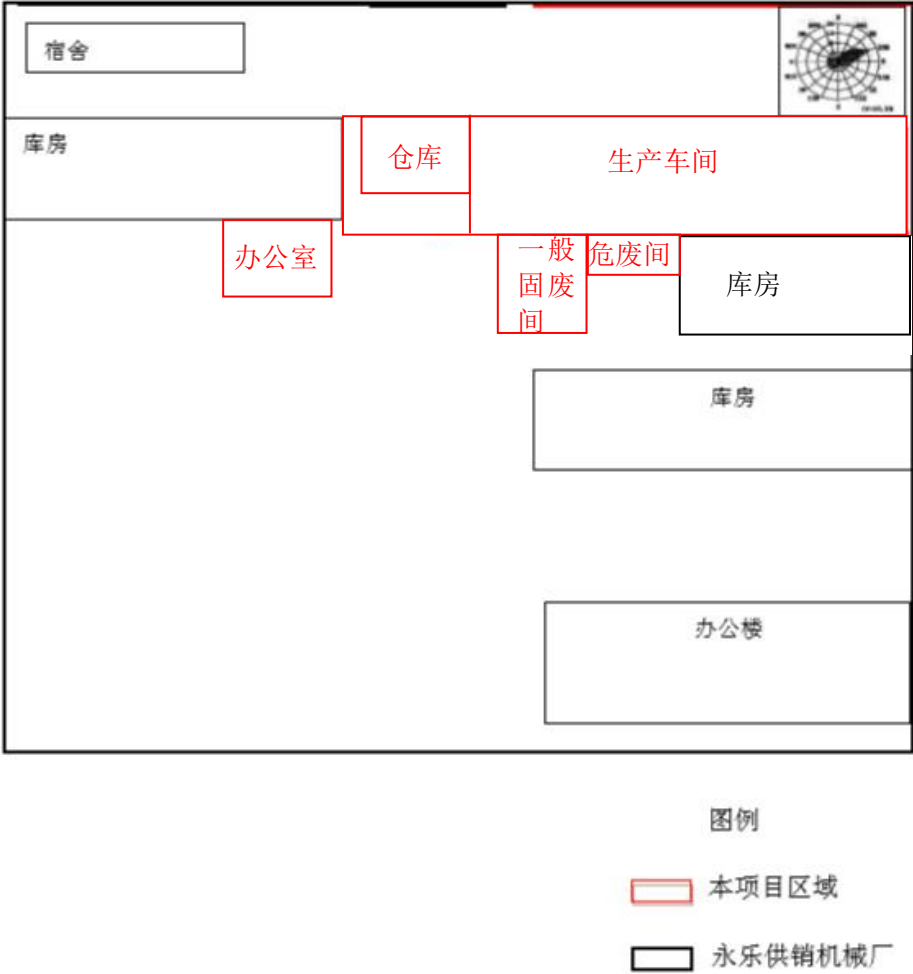 宿舍
库房
仓库
生产车间
办公室
一般
固废
间
危废间
库房
库房
办公楼
图例
本项目区域
永乐供销机械厂